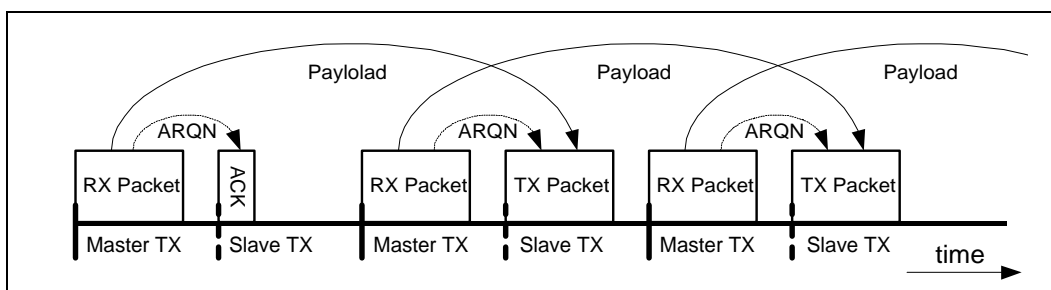 Paylolad Payload Payload
ARQN ARQN ARQN
RX Packet ACK RX Packet TX Packet RX Packet TX Packet
Master TX Slave TX Master TX Slave TX Master TX Slave TX
time